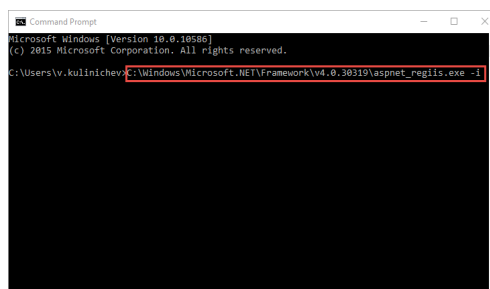 Command Prompt
Microsoft Windows [Version 10.0.10586]
(c) 2015 Microsoft Corporation. All rights reserved.
C:\Users\v.kulinichev>C:\Windows\Microsoft.NET\Framework\v4.0.30319\aspnet_regiis.exe -i